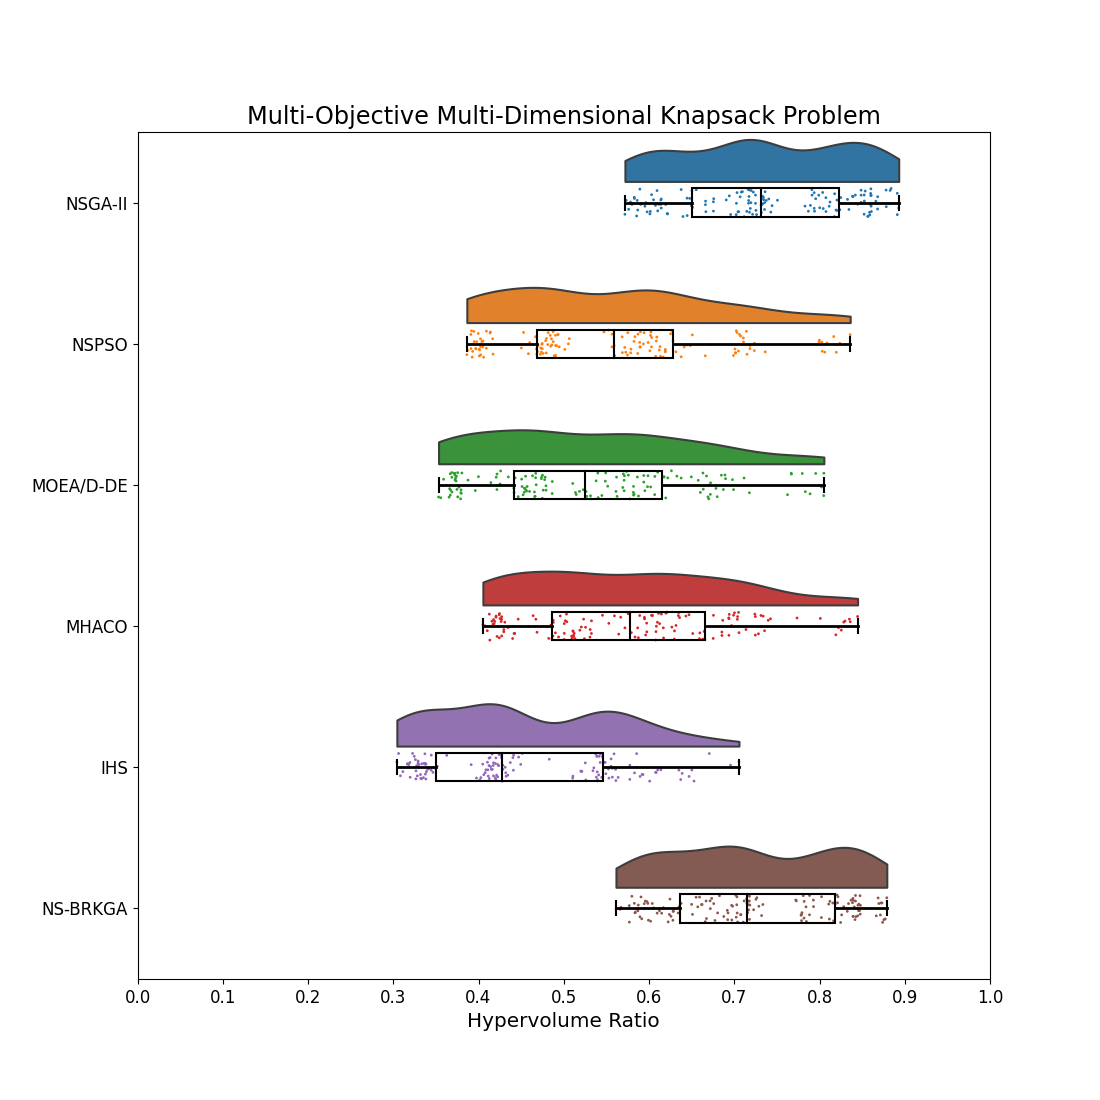 Multi-Objective Multi-Dimensional Knapsack Problem
NSGA-II
NSPSO
MOEA/D-DE
MHACO
IHS
NS-BRKGA
0.0 0.1 0.2 0.3 0.4 0.5 0.6 0.7 0.8 0.9 1.0
Hypervolume Ratio